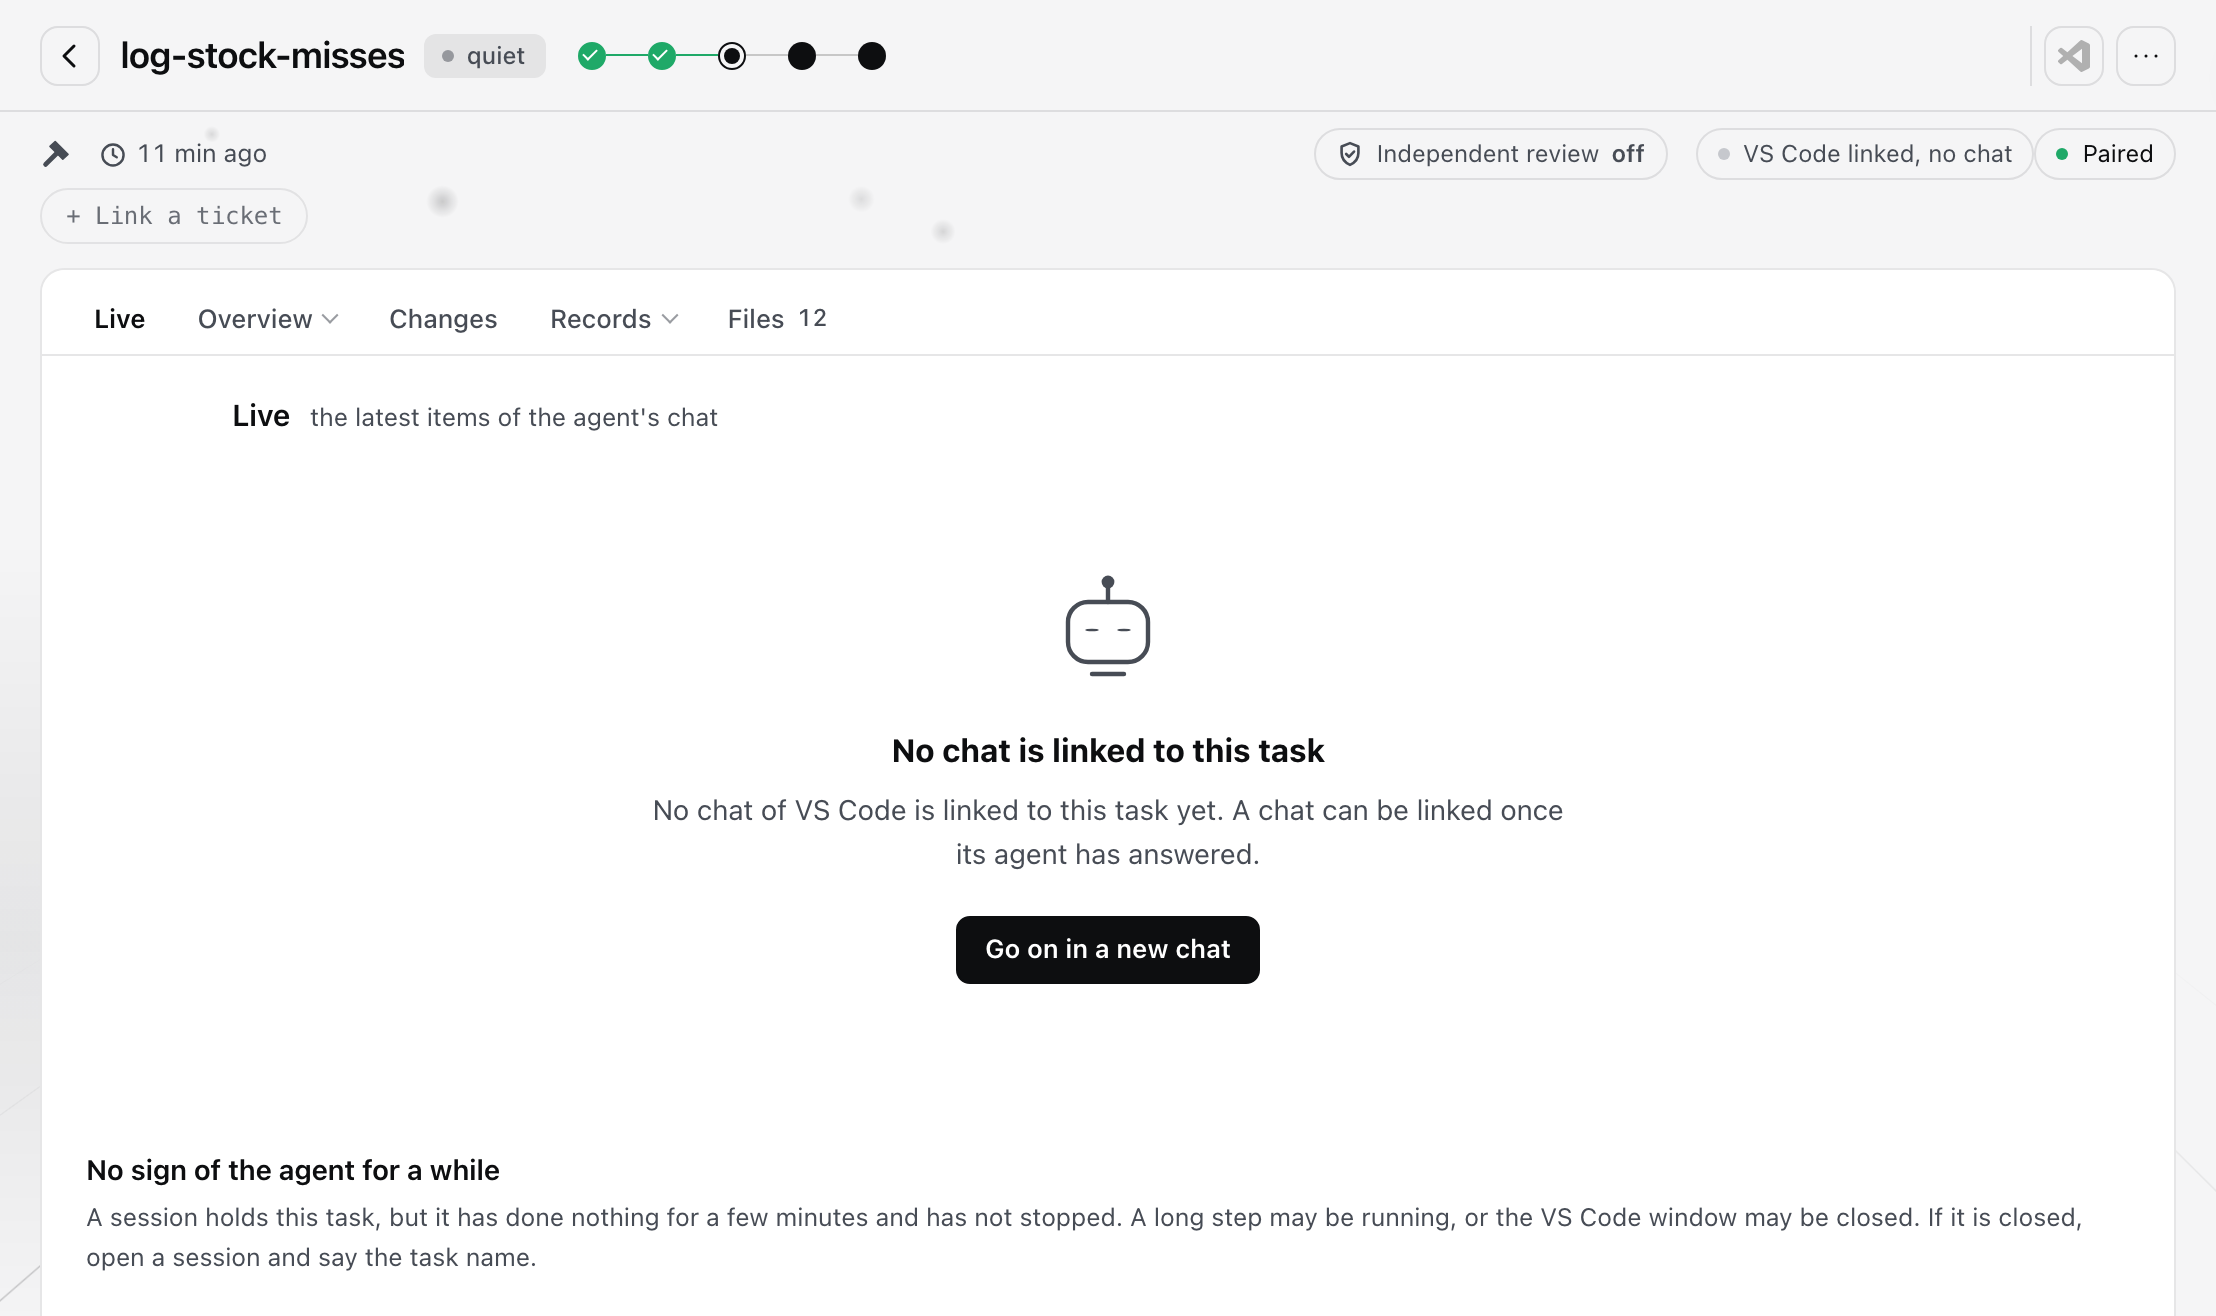 log-stock-misses
quiet
11 min ago
Independent review off
VS Code linked, no chat
Paired
+ Link a ticket
Live
Overview
Changes
Records
Files 12
Live the latest items of the agent's chat
No chat is linked to this task
No chat of VS Code is linked to this task yet. A chat can be linked once
its agent has answered.
Go on in a new chat
No sign of the agent for a while
A session holds this task, but it has done nothing for a few minutes and has not stopped. A long step may be running, or the VS Code window may be closed. If it is closed,
open a session and say the task name.